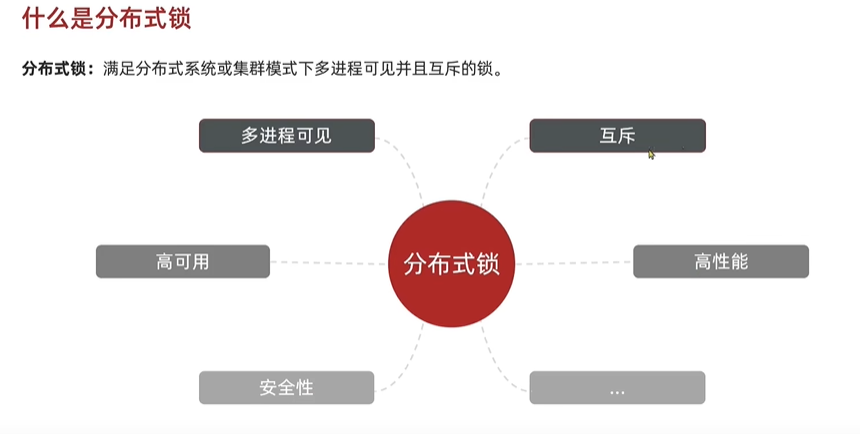 什么是分布式锁
分布式锁：满足分布式系统或集群模式下多进程可见并且互斥的锁。
多进程可见
互斥
高可用
分布式锁
高性能
安全性
...